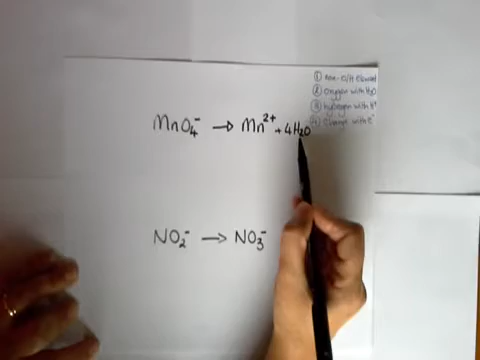 ① non-O/H element
② oxygen with H₂O
③ hydrogen with H⁺
④ charge with e⁻
MnO₄⁻ → Mn²⁺ + 4H₂O
NO₂⁻ → NO₃⁻